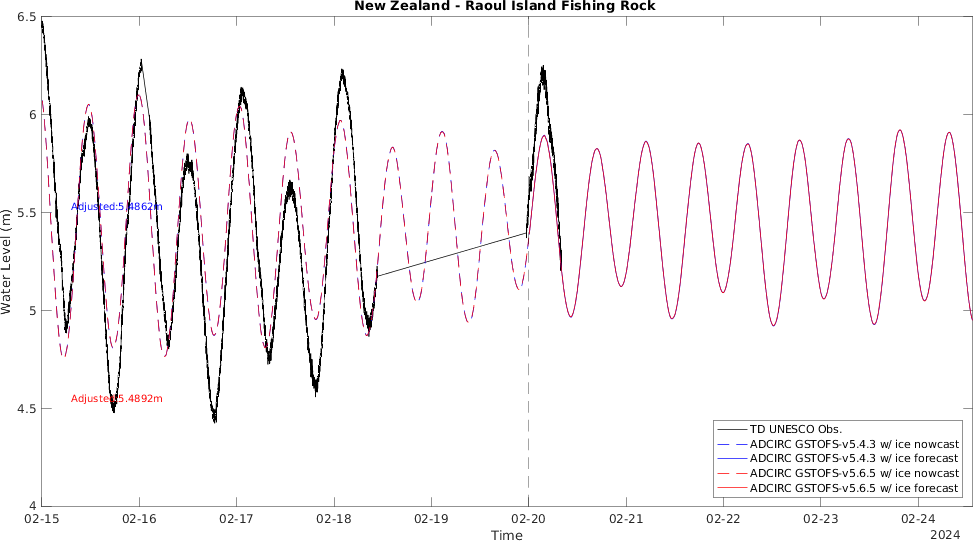 New Zealand - Raoul Island Fishing Rock
Water Level (m)
6.5
6
5.5
5
4.5
4
Adjusted:5.4862m
Adjusted:5.4892m
TD UNESCO Obs.
ADCIRC GSTOFS-v5.4.3 w/ ice nowcast
ADCIRC GSTOFS-v5.4.3 w/ ice forecast
ADCIRC GSTOFS-v5.6.5 w/ ice nowcast
ADCIRC GSTOFS-v5.6.5 w/ ice forecast
02-15 02-16 02-17 02-18 02-19 02-20 02-21 02-22 02-23 02-24
Time
2024